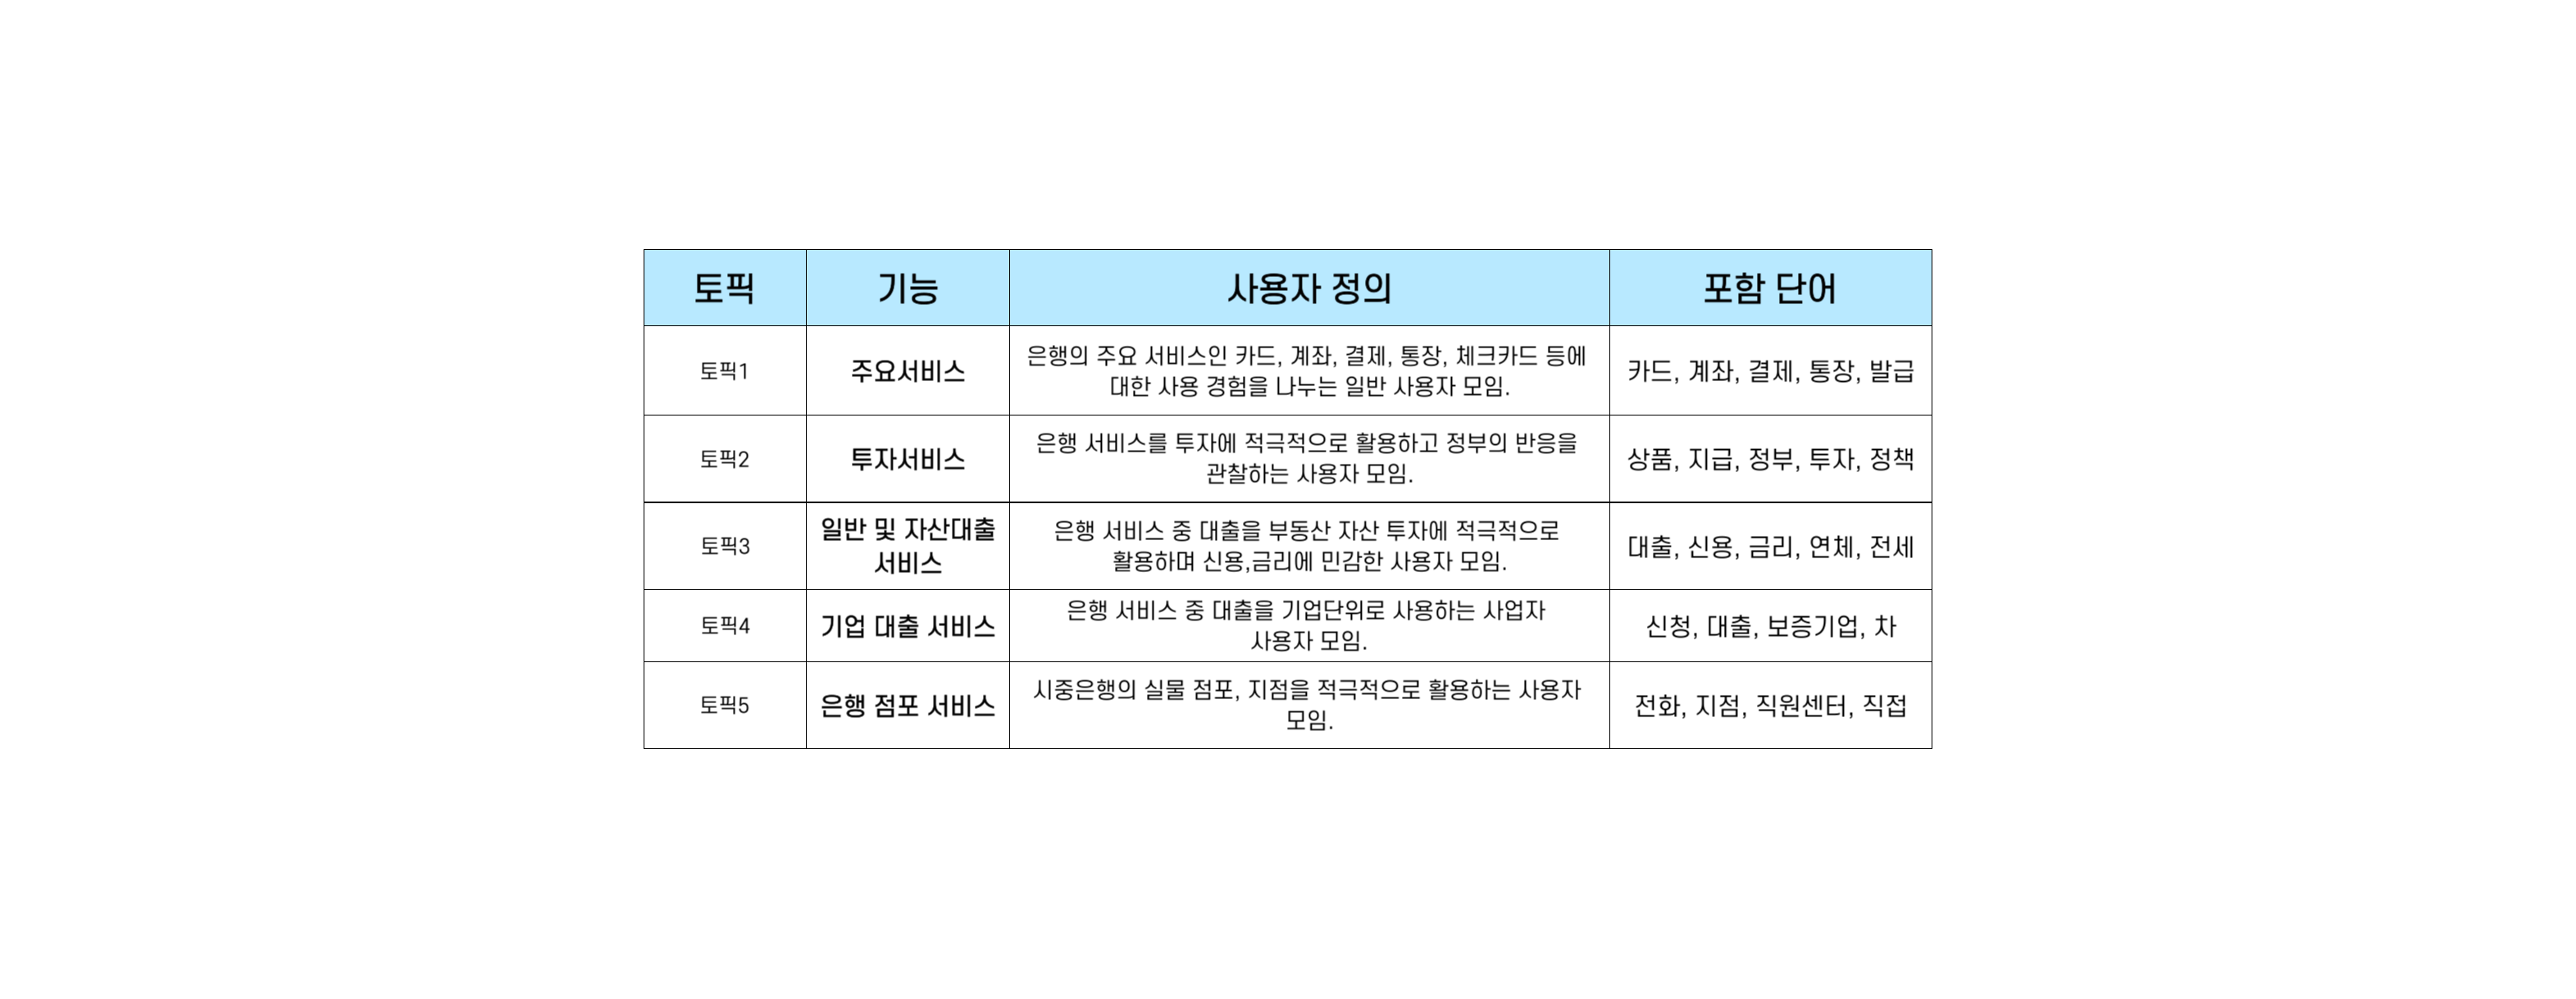 토픽 기능 사용자 정의 포함 단어
토픽1 주요서비스 은행의 주요 서비스인 카드, 계좌, 결제, 통장, 체크카드 등에 대한 사용 경험을 나누는 일반 사용자 모임. 카드, 계좌, 결제, 통장, 발급
토픽2 투자서비스 은행 서비스를 투자에 적극적으로 활용하고 정부의 반응을 관찰하는 사용자 모임. 상품, 지급, 정부, 투자, 정책
토픽3 일반 및 자산대출 서비스 은행 서비스 중 대출을 부동산 자산 투자에 적극적으로 활용하며 신용,금리에 민감한 사용자 모임. 대출, 신용, 금리, 연체, 전세
토픽4 기업 대출 서비스 은행 서비스 중 대출을 기업단위로 사용하는 사업자 사용자 모임. 신청, 대출, 보증기업, 차
토픽5 은행 점포 서비스 시중은행의 실물 점포, 지점을 적극적으로 활용하는 사용자 모임. 전화, 지점, 직원센터, 직접